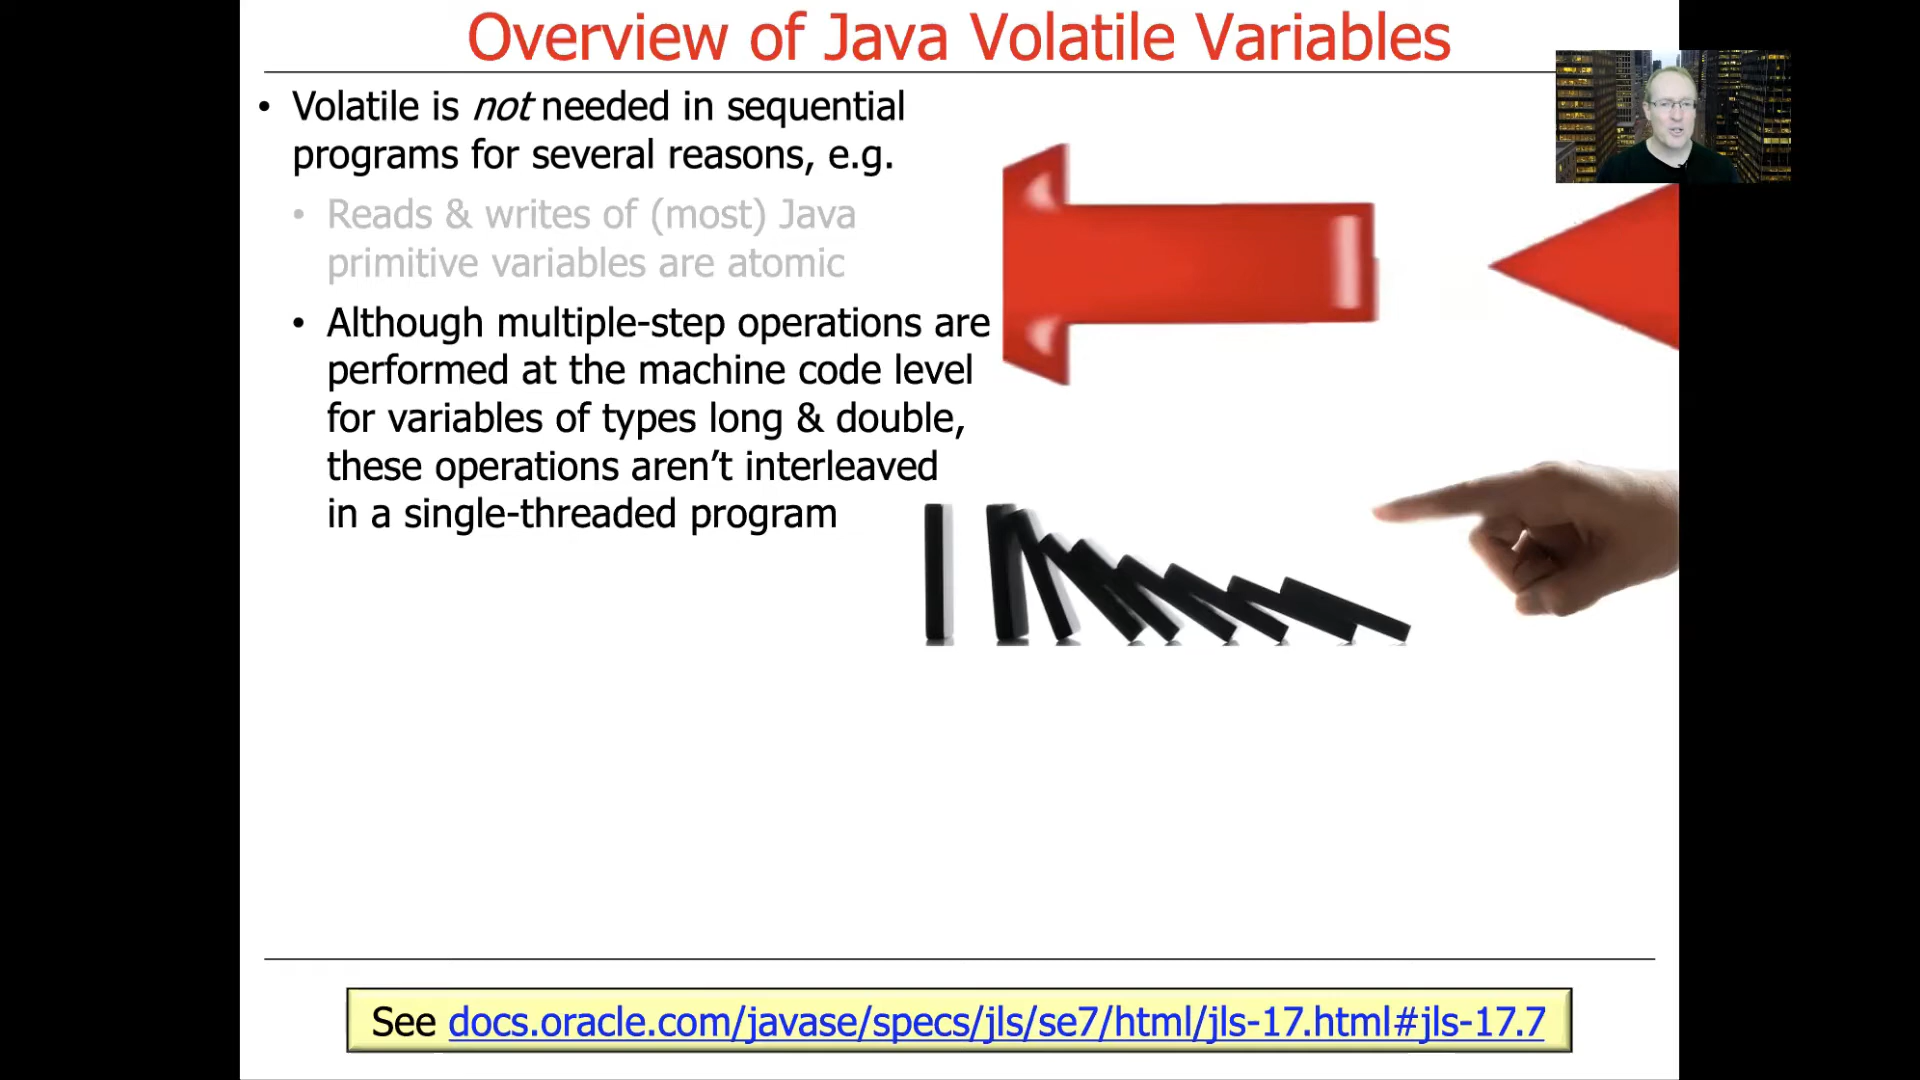 Overview of Java Volatile Variables
• Volatile is not needed in sequential
programs for several reasons, e.g.
• Reads & writes of (most) Java
primitive variables are atomic
• Although multiple-step operations are
performed at the machine code level
for variables of types long & double,
these operations aren’t interleaved
in a single-threaded program
See docs.oracle.com/javase/specs/jls/se7/html/jls-17.html#jls-17.7